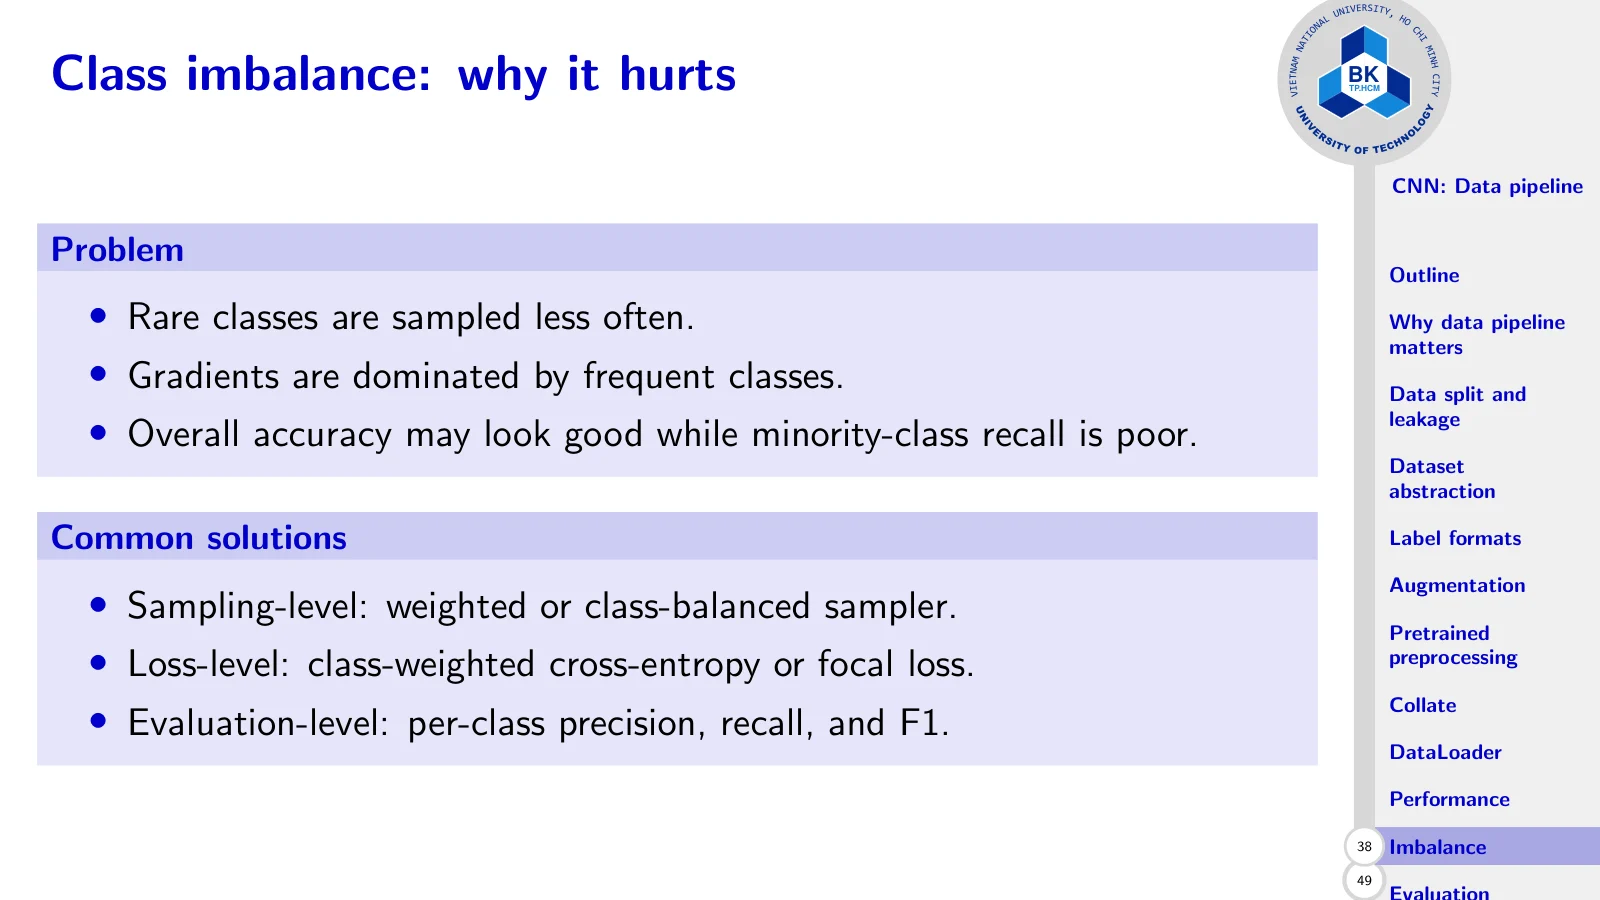 Class imbalance: why it hurts
Problem
• Rare classes are sampled less often.
• Gradients are dominated by frequent classes.
• Overall accuracy may look good while minority-class recall is poor.
Common solutions
• Sampling-level: weighted or class-balanced sampler.
• Loss-level: class-weighted cross-entropy or focal loss.
• Evaluation-level: per-class precision, recall, and F1.
VIETNAM NATIONAL UNIVERSITY, HO CHI MINH CITY
BK
TP.HCM
UNIVERSITY OF TECHNOLOGY
CNN: Data pipeline
Outline
Why data pipeline
matters
Data split and
leakage
Dataset
abstraction
Label formats
Augmentation
Pretrained
preprocessing
Collate
DataLoader
Performance
38
Imbalance
49
Evaluation